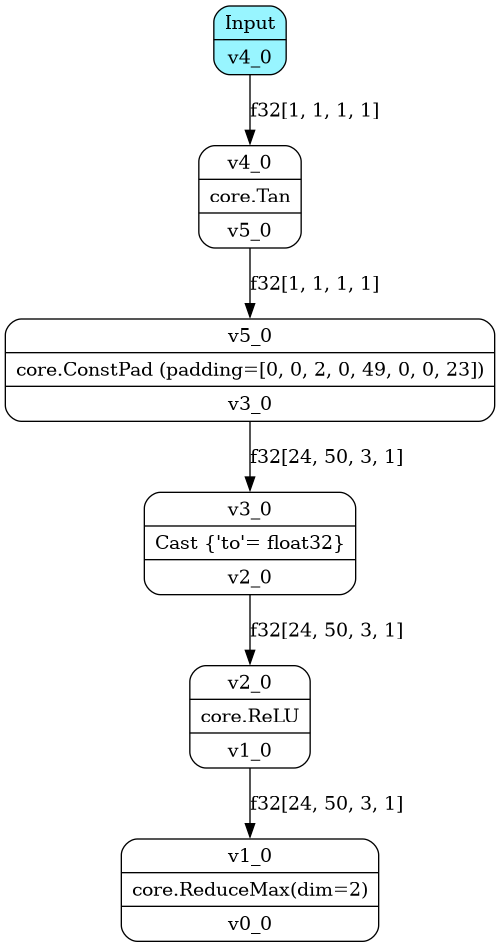 Input
v4_0
f32[1, 1, 1, 1]
v4_0
core.Tan
v5_0
f32[1, 1, 1, 1]
v5_0
core.ConstPad (padding=[0, 0, 2, 0, 49, 0, 0, 23])
v3_0
f32[24, 50, 3, 1]
v3_0
Cast {'to'= float32}
v2_0
f32[24, 50, 3, 1]
v2_0
core.ReLU
v1_0
f32[24, 50, 3, 1]
v1_0
core.ReduceMax(dim=2)
v0_0